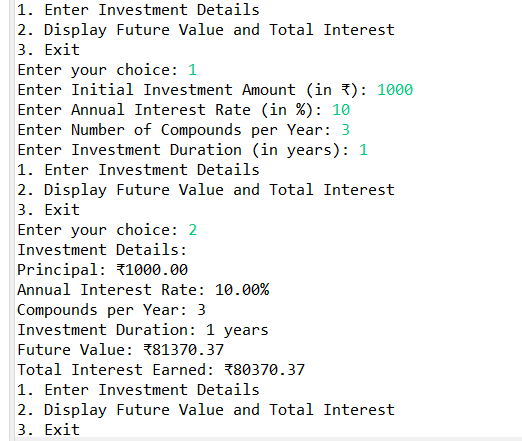 1. Enter Investment Details
2. Display Future Value and Total Interest
3. Exit
Enter your choice: 1
Enter Initial Investment Amount (in ₹): 1000
Enter Annual Interest Rate (in %): 10
Enter Number of Compounds per Year: 3
Enter Investment Duration (in years): 1
1. Enter Investment Details
2. Display Future Value and Total Interest
3. Exit
Enter your choice: 2
Investment Details:
Principal: ₹1000.00
Annual Interest Rate: 10.00%
Compounds per Year: 3
Investment Duration: 1 years
Future Value: ₹81370.37
Total Interest Earned: ₹80370.37
1. Enter Investment Details
2. Display Future Value and Total Interest
3. Exit